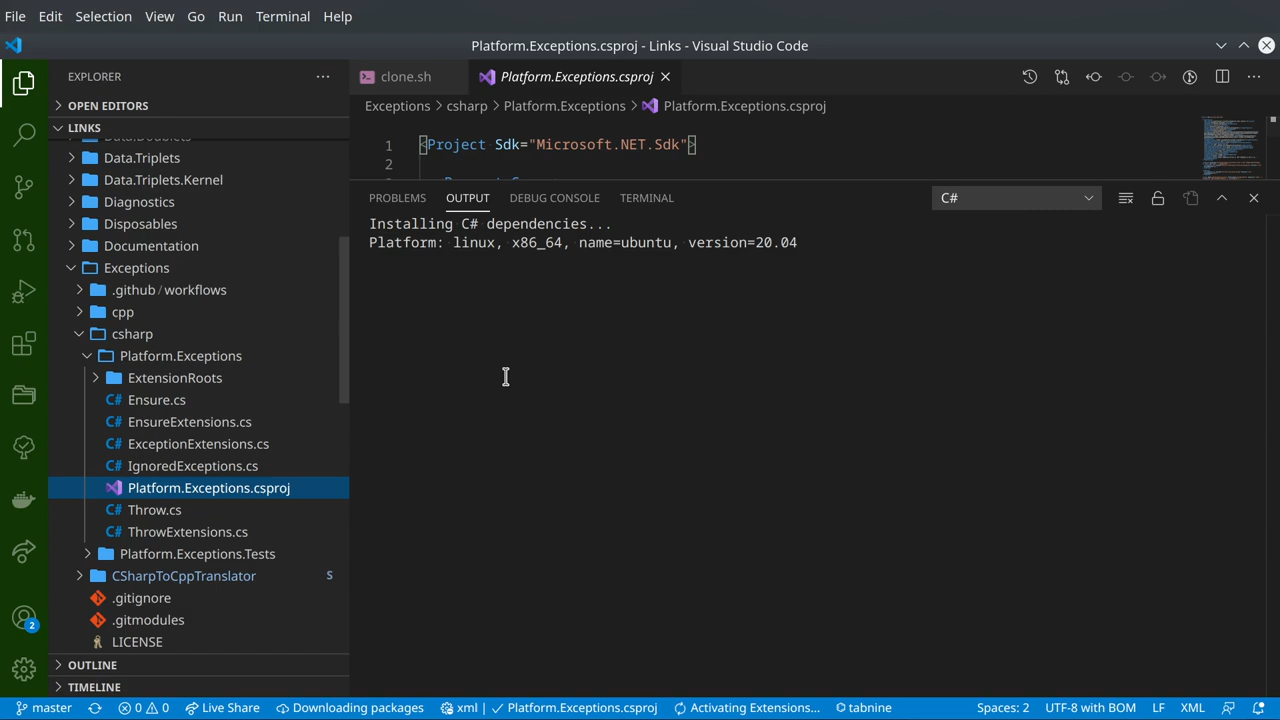 File Edit Selection View Go Run Terminal Help
Platform.Exceptions.csproj - Links - Visual Studio Code
EXPLORER
OPEN EDITORS
LINKS
Data.Triplets
Data.Triplets.Kernel
Diagnostics
Disposables
Documentation
Exceptions
.github/workflows
cpp
csharp
Platform.Exceptions
ExtensionRoots
C# Ensure.cs
C# EnsureExtensions.cs
C# ExceptionExtensions.cs
C# IgnoredExceptions.cs
Platform.Exceptions.csproj
C# Throw.cs
C# ThrowExtensions.cs
Platform.Exceptions.Tests
CSharpToCppTranslator S
.gitignore
.gitmodules
LICENSE
OUTLINE
TIMELINE
2
clone.sh Platform.Exceptions.csproj
Exceptions > csharp > Platform.Exceptions > Platform.Exceptions.csproj
1 <Project Sdk="Microsoft.NET.Sdk">
2
PROBLEMS OUTPUT DEBUG CONSOLE TERMINAL C#
Installing C# dependencies...
Platform: linux, x86_64, name=ubuntu, version=20.04
master 0 0 Live Share Downloading packages xml | ✓ Platform.Exceptions.csproj Activating Extensions... tabnine Spaces: 2 UTF-8 with BOM LF XML